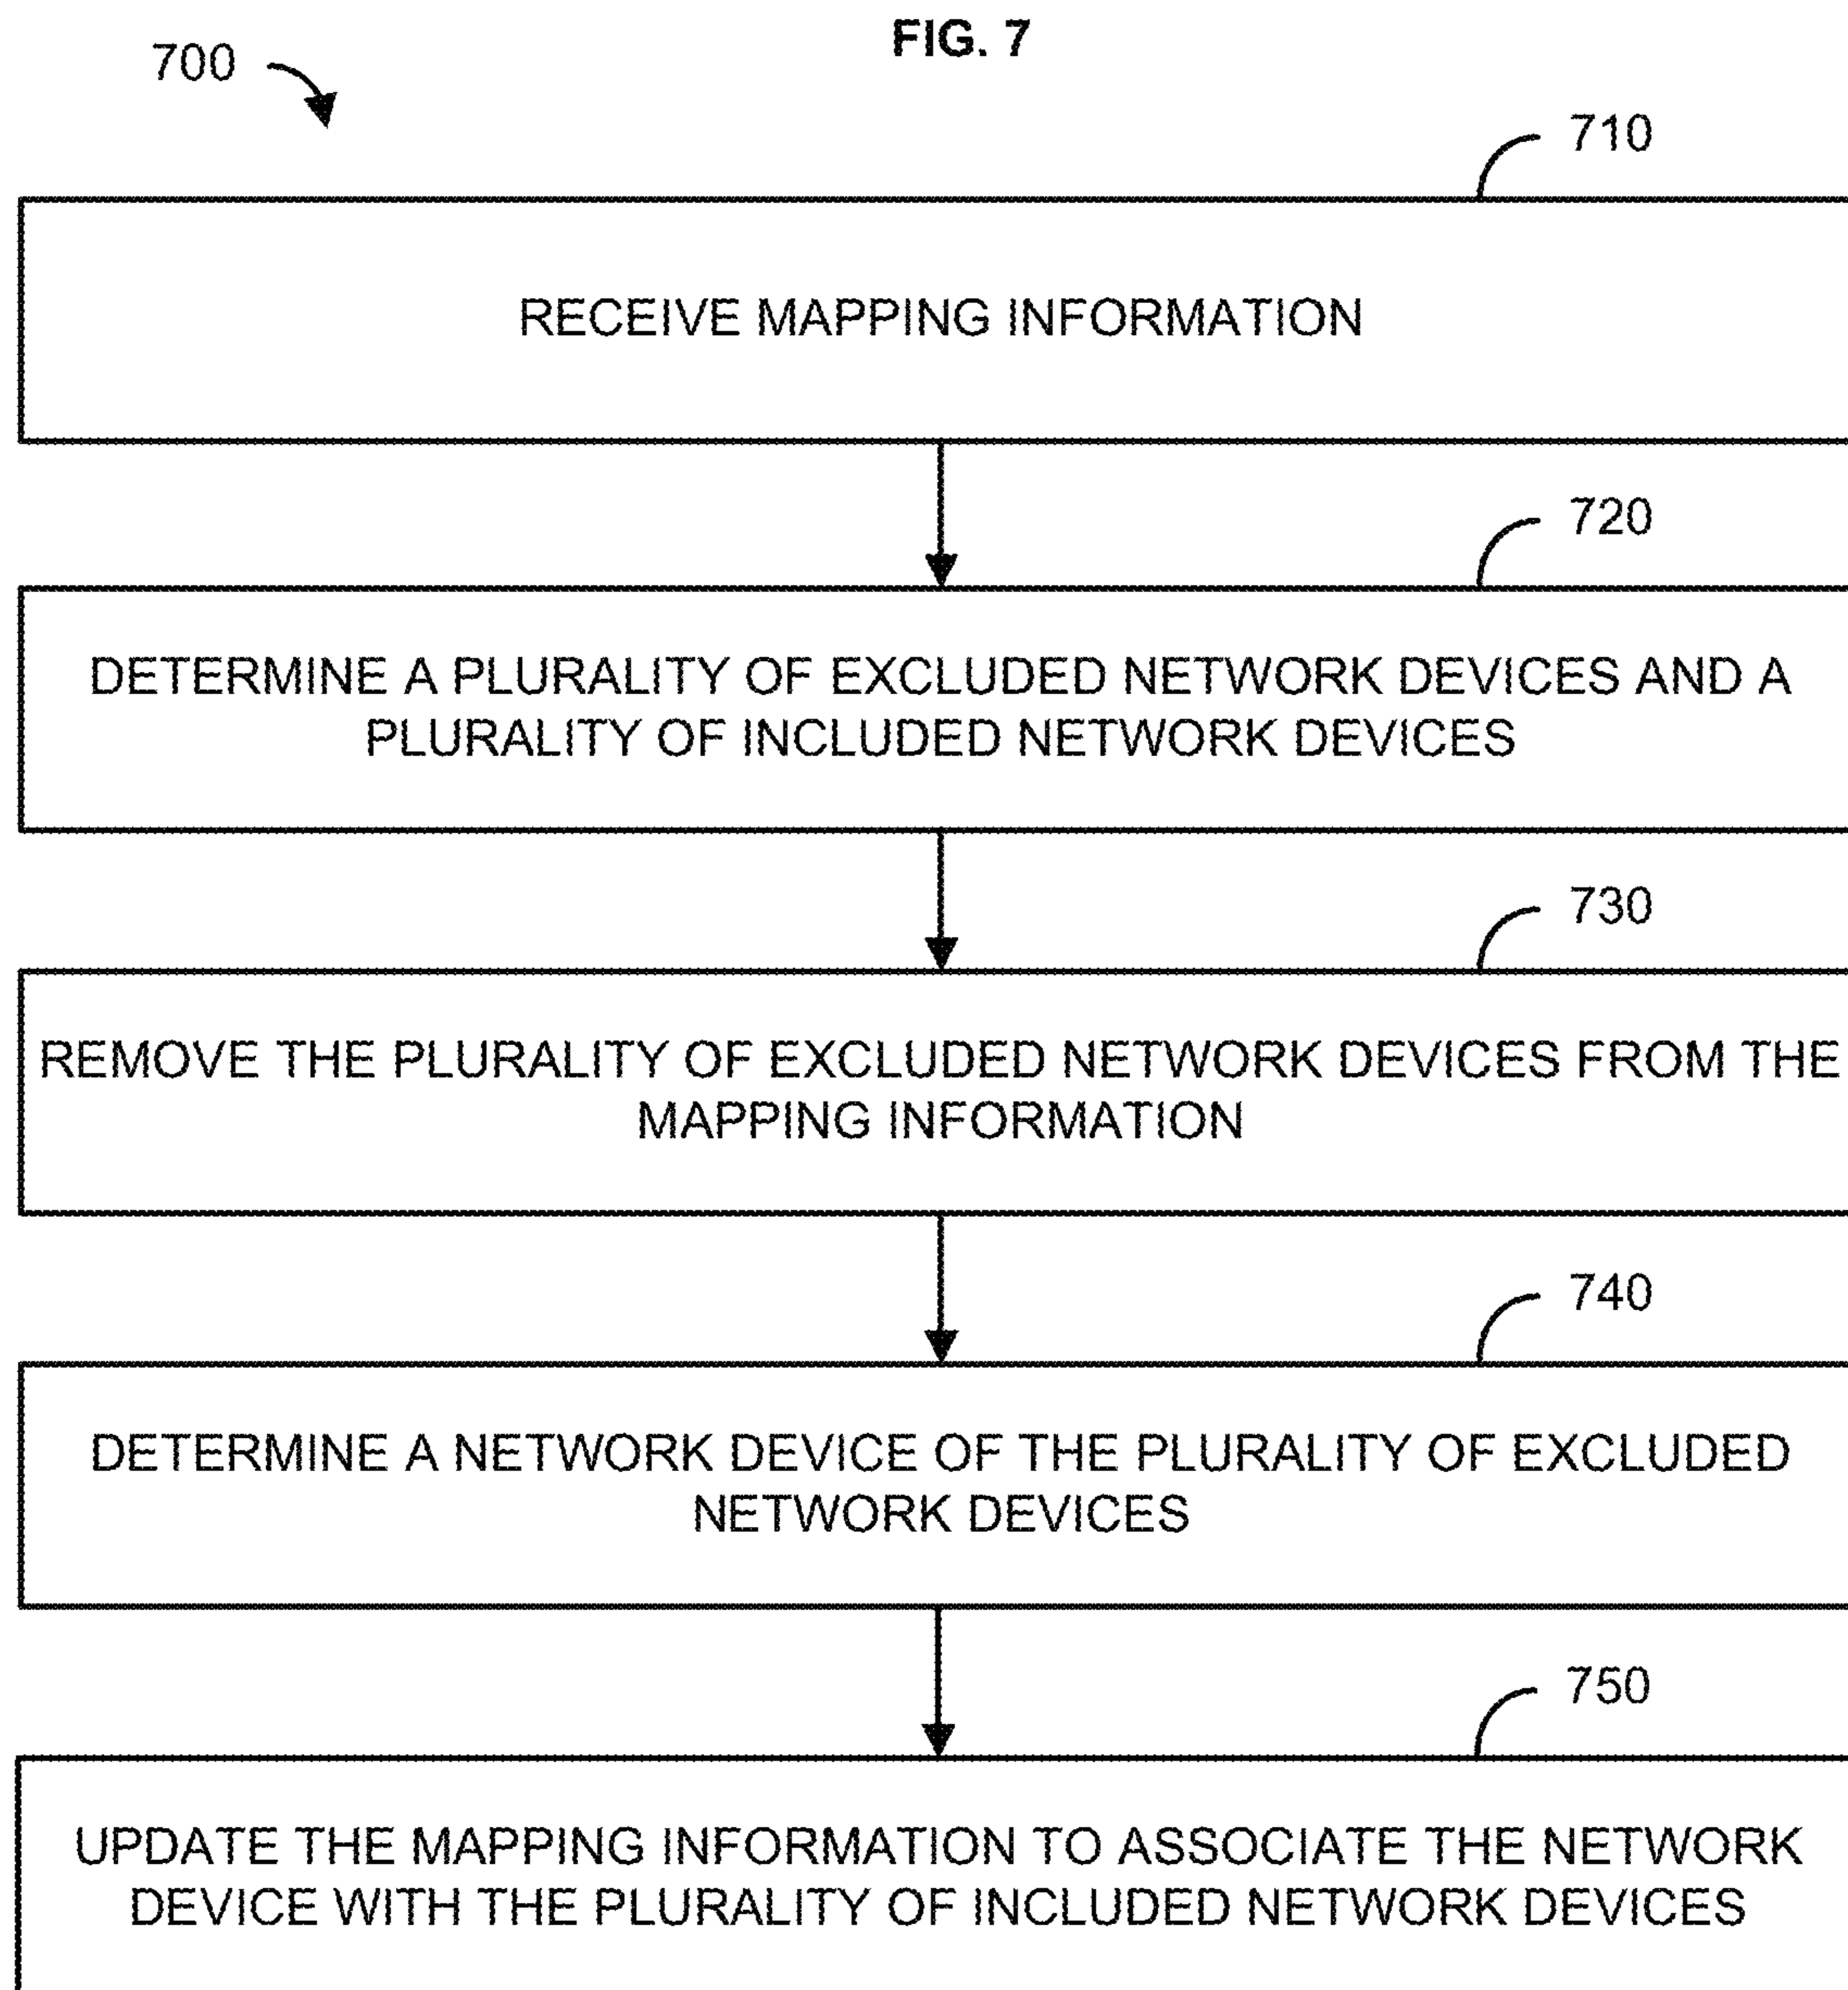 FIG. 7
700
710
RECEIVE MAPPING INFORMATION
720
DETERMINE A PLURALITY OF EXCLUDED NETWORK DEVICES AND A
PLURALITY OF INCLUDED NETWORK DEVICES
730
REMOVE THE PLURALITY OF EXCLUDED NETWORK DEVICES FROM THE
MAPPING INFORMATION
740
DETERMINE A NETWORK DEVICE OF THE PLURALITY OF EXCLUDED
NETWORK DEVICES
750
UPDATE THE MAPPING INFORMATION TO ASSOCIATE THE NETWORK
DEVICE WITH THE PLURALITY OF INCLUDED NETWORK DEVICES